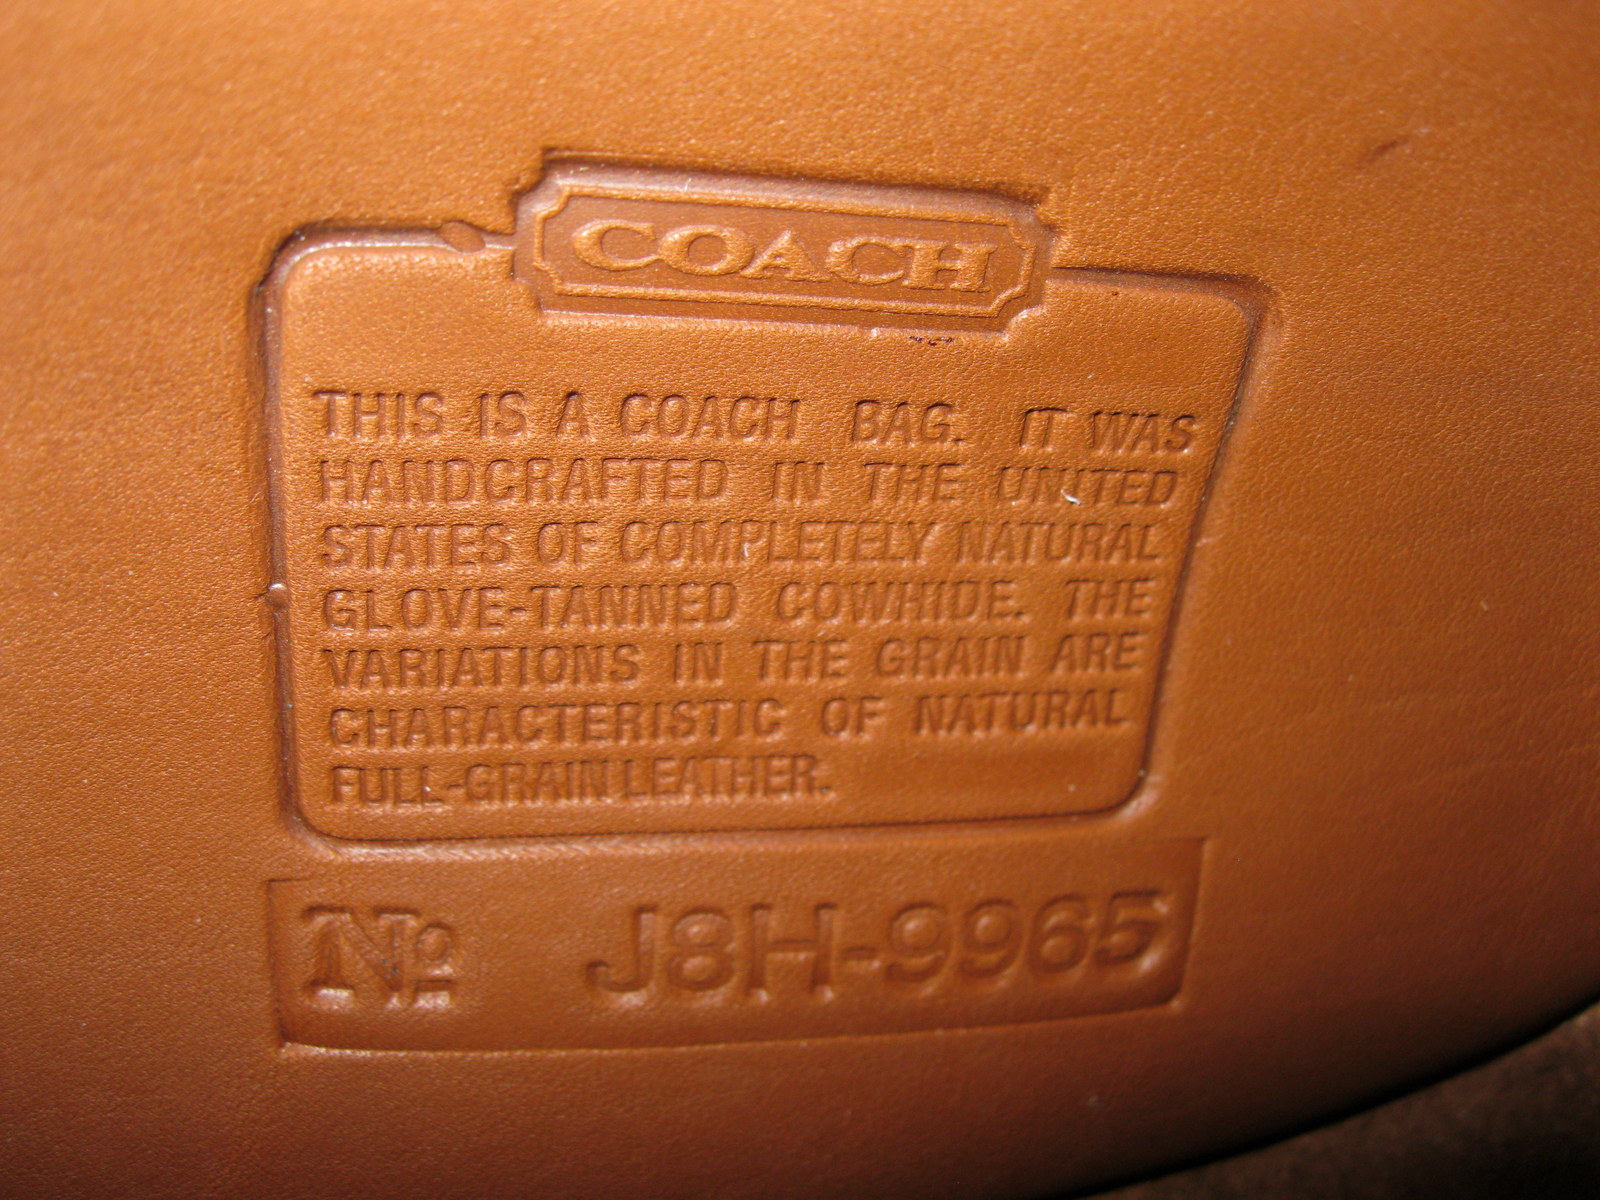 COACH
THIS IS A COACH BAG. IT WAS
HANDCRAFTED IN THE UNITED
STATES OF COMPLETELY NATURAL
GLOVE-TANNED COWHIDE. THE
VARIATIONS IN THE GRAIN ARE
CHARACTERISTIC OF NATURAL
FULL-GRAIN LEATHER.
№ J8H-9965